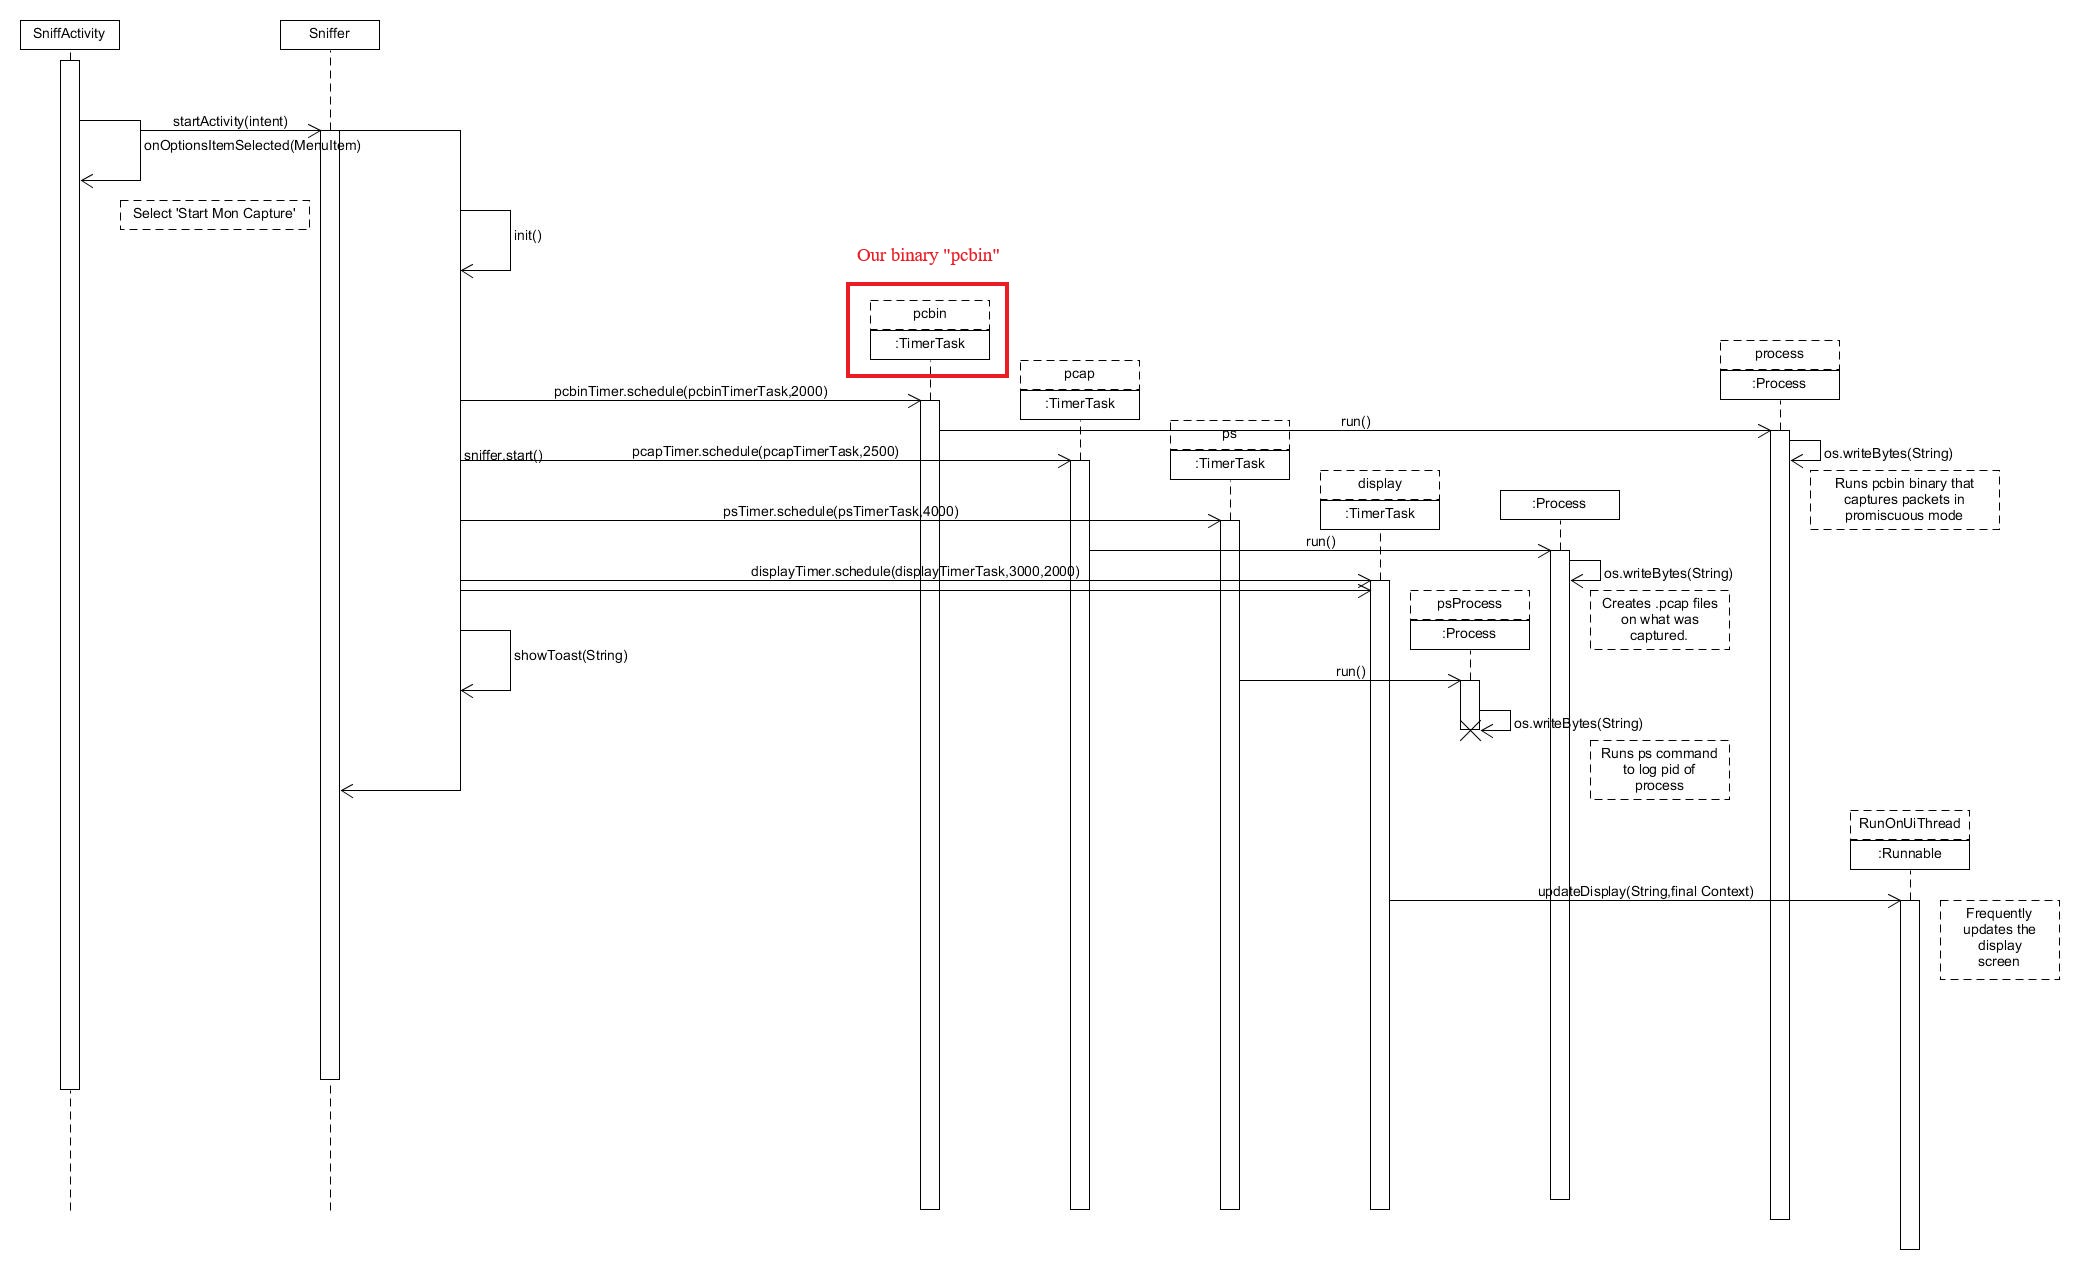 SniffActivity
Sniffer
startActivity(intent)
onOptionsItemSelected(MenuItem)
Select 'Start Mon Capture'
init()
Our binary "pcbin"
pcbin
:TimerTask
process
:Process
pcap
:TimerTask
pcbinTimer.schedule(pcbinTimerTask,2000)
run()
ps
:TimerTask
sniffer.start()
pcapTimer.schedule(pcapTimerTask,2500)
os.writeBytes(String)
Runs pcbin binary that
captures packets in
promiscuous mode
display
:TimerTask
:Process
psTimer.schedule(psTimerTask,4000)
run()
displayTimer.schedule(displayTimerTask,3000,2000)
os.writeBytes(String)
Creates .pcap files
on what was
captured.
psProcess
:Process
showToast(String)
run()
os.writeBytes(String)
Runs ps command
to log pid of
process
RunOnUiThread
:Runnable
updateDisplay(String,final Context)
Frequently
updates the
display
screen